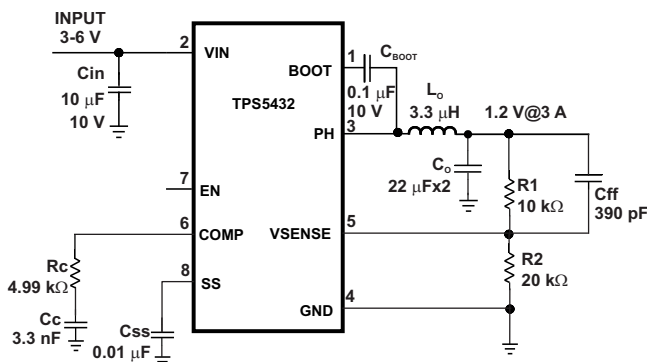 INPUT
3-6 V
2
VIN
Cin
10 μF
10 V
TPS5432
BOOT
1
CBOOT
0.1 μF
10 V
PH
3
Lo
3.3 μH
1.2 V@3 A
Co
22 μFx2
R1
10 kΩ
Cff
390 pF
7
EN
6
COMP
VSENSE
5
Rc
4.99 kΩ
Cc
3.3 nF
8
SS
Css
0.01 μF
R2
20 kΩ
GND
4